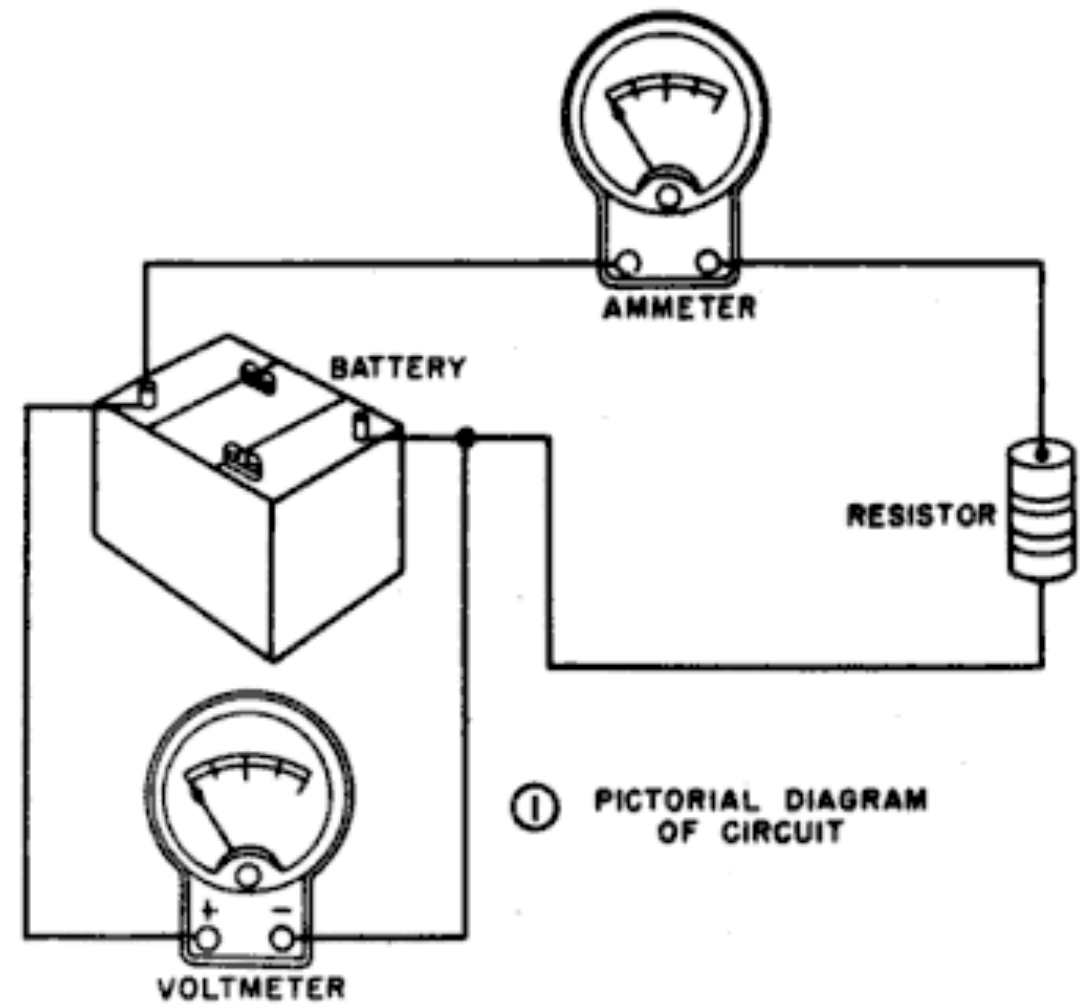 AMMETER
BATTERY
RESISTOR
① PICTORIAL DIAGRAM
OF CIRCUIT
+ −
VOLTMETER